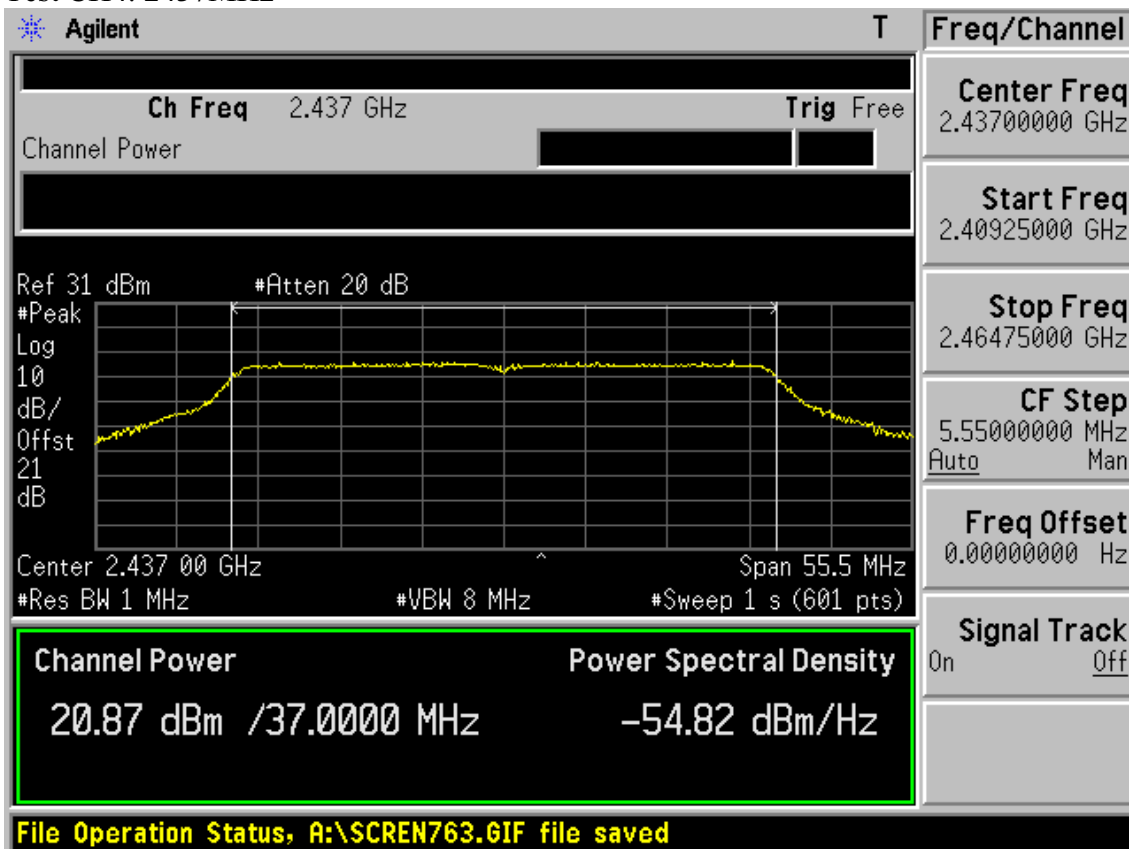 Agilent T
Ch Freq 2.437 GHz Trig Free
Channel Power
Ref 31 dBm #Atten 20 dB
#Peak
Log
10
dB/
Offst
21
dB
Center 2.437 00 GHz ^ Span 55.5 MHz
#Res BW 1 MHz #VBW 8 MHz #Sweep 1 s (601 pts)
Channel Power Power Spectral Density
20.87 dBm /37.0000 MHz -54.82 dBm/Hz
File Operation Status, A:\SCREN763.GIF file saved
Freq/Channel
Center Freq
2.43700000 GHz
Start Freq
2.40925000 GHz
Stop Freq
2.46475000 GHz
CF Step
5.55000000 MHz
Auto Man
Freq Offset
0.00000000 Hz
Signal Track
On Off